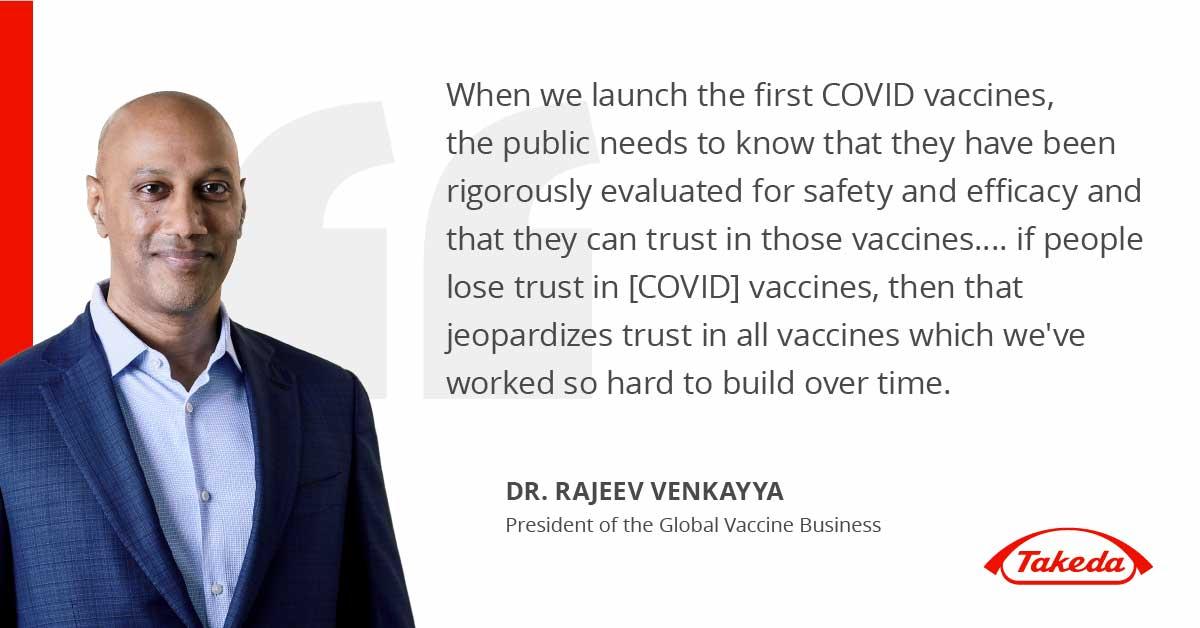 When we launch the first COVID vaccines,
the public needs to know that they have been
rigorously evaluated for safety and efficacy and
that they can trust in those vaccines.... if people
lose trust in [COVID] vaccines, then that
jeopardizes trust in all vaccines which we've
worked so hard to build over time.
DR. RAJEEV VENKAYYA
President of the Global Vaccine Business
Takeda